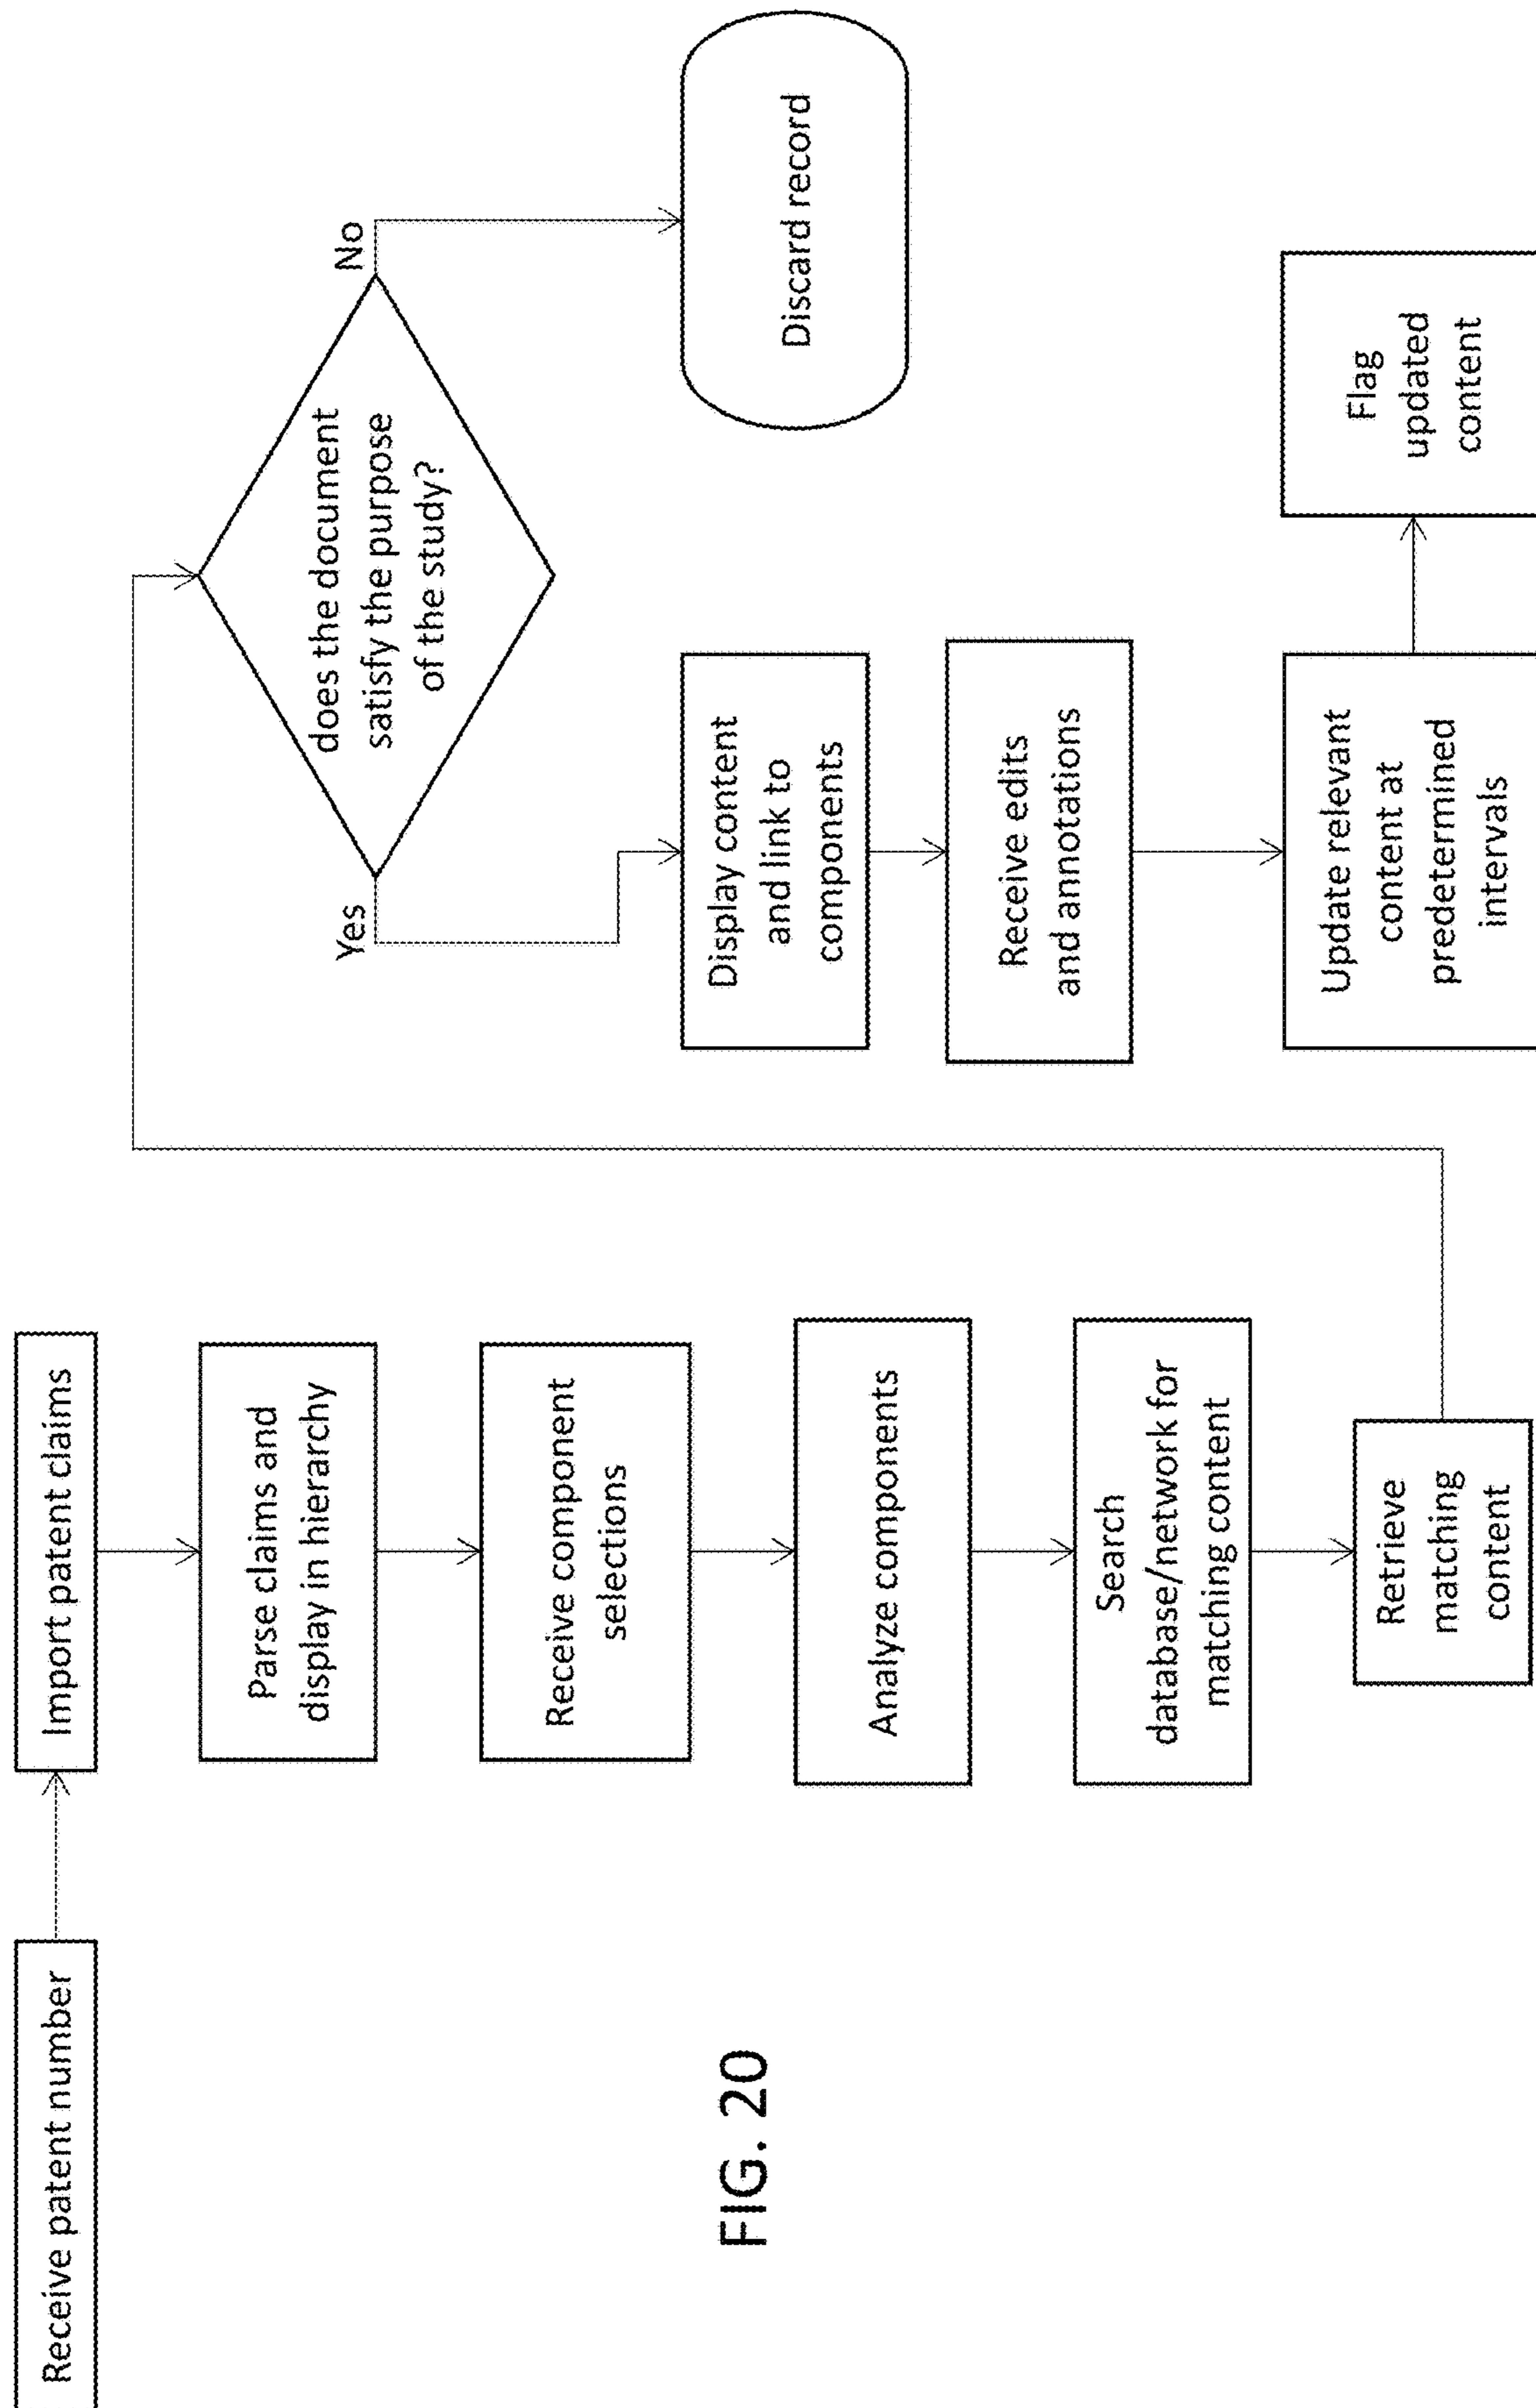 Receive patent number
Import patent claims
Parse claims and
display in hierarchy
Receive component
selections
Analyze components
Search
database/network for
matching content
Retrieve
matching
content
does the document
satisfy the purpose
of the study?
Yes
No
Display content
and link to
components
Receive edits
and annotations
Update relevant
content at
predetermined
intervals
Flag
updated
content
Discard record
FIG. 20